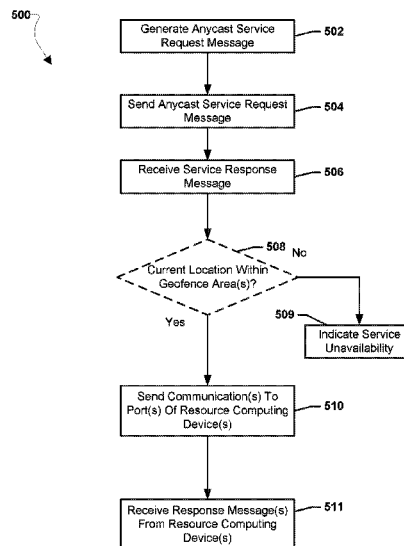 500
Generate Anycast Service
Request Message
502
Send Anycast Service Request
Message
504
Receive Service Response
Message
506
508
No
Current Location Within
Geofence Area(s)?
509
Yes
Indicate Service
Unavailability
Send Communication(s) To
Port(s) Of Resource Computing
Device(s)
510
Receive Response Message(s)
From Resource Computing
Device(s)
511